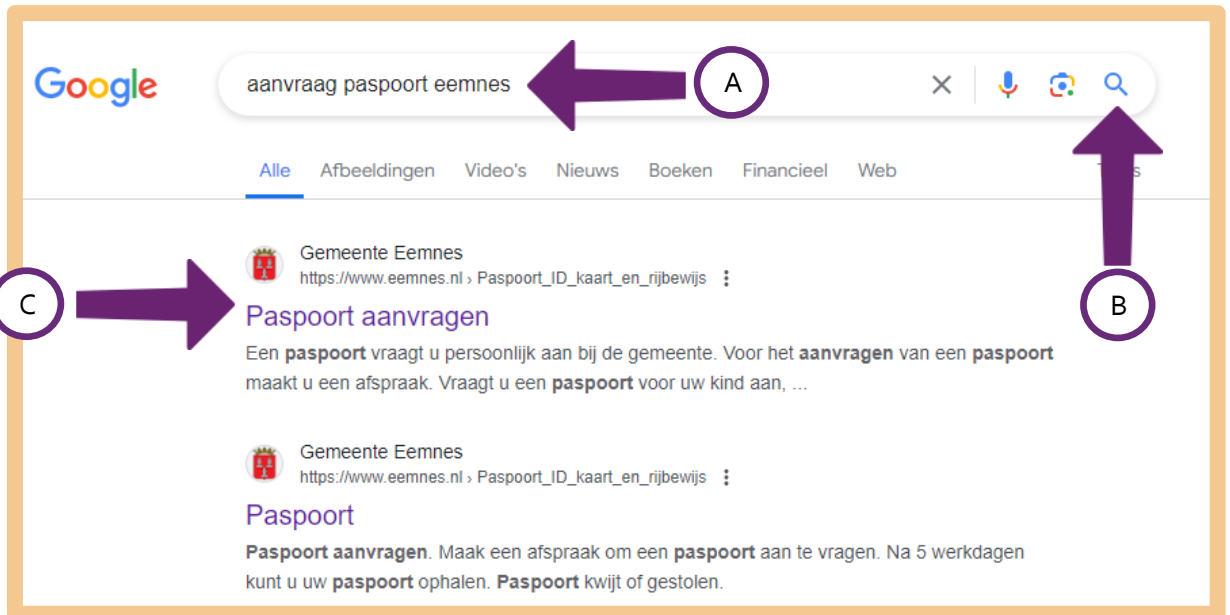 Google
aanvraag paspoort eemnes
A
Alle Afbeeldingen Video's Nieuws Boeken Financieel Web
B
Gemeente Eemnes
https://www.eemnes.nl › Paspoort_ID_kaart_en_rijbewijs
C
Paspoort aanvragen
Een paspoort vraagt u persoonlijk aan bij de gemeente. Voor het aanvragen van een paspoort
maakt u een afspraak. Vraagt u een paspoort voor uw kind aan, ...
Gemeente Eemnes
https://www.eemnes.nl › Paspoort_ID_kaart_en_rijbewijs
Paspoort
Paspoort aanvragen. Maak een afspraak om een paspoort aan te vragen. Na 5 werkdagen
kunt u uw paspoort ophalen. Paspoort kwijt of gestolen.